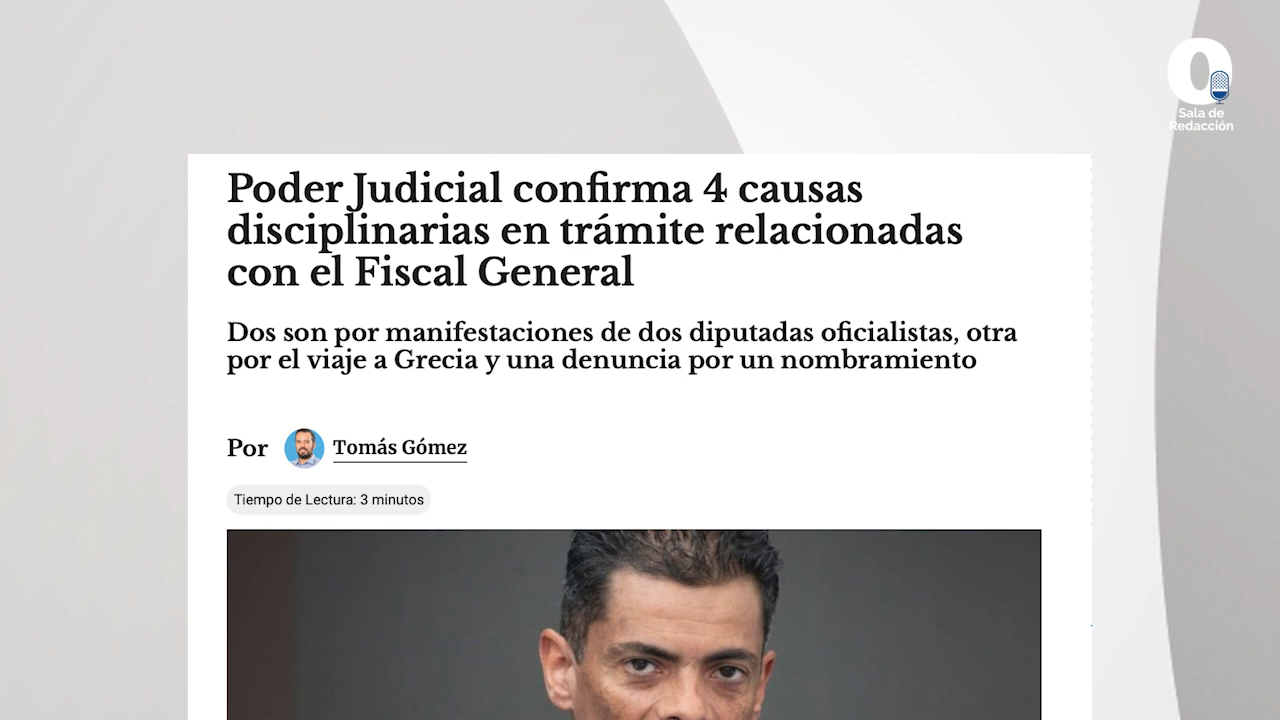 Sala de
Redacción
Poder Judicial confirma 4 causas
disciplinarias en trámite relacionadas
con el Fiscal General
Dos son por manifestaciones de dos diputadas oficialistas, otra
por el viaje a Grecia y una denuncia por un nombramiento
Por Tomás Gómez
Tiempo de Lectura: 3 minutos